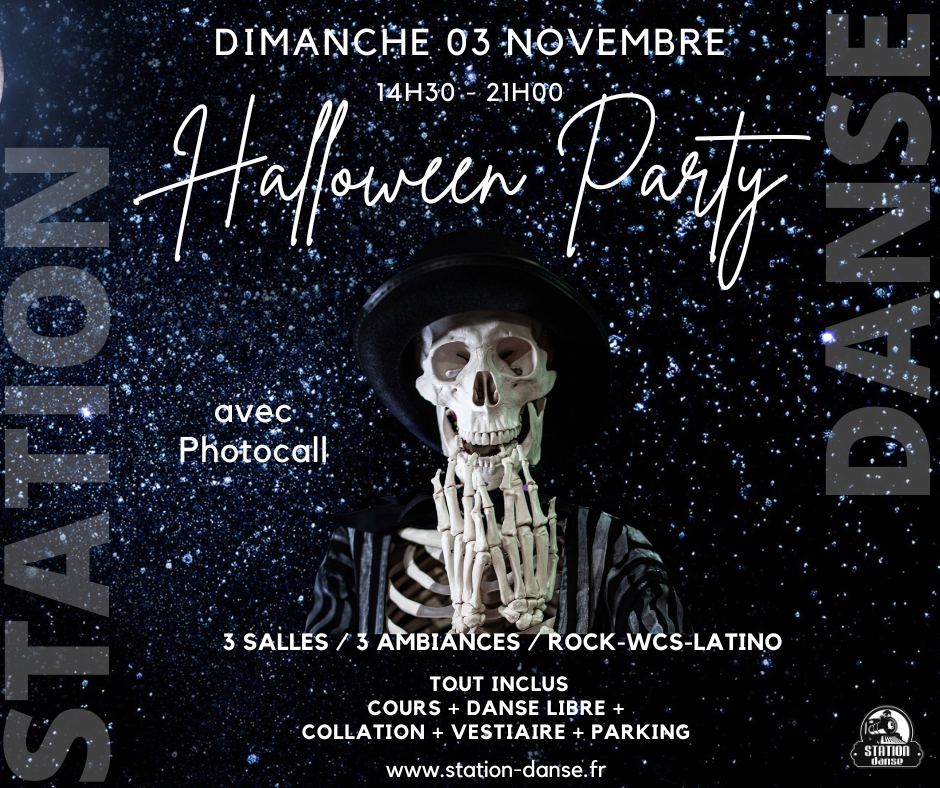 DIMANCHE 03 NOVEMBRE
14H30 - 21H00
Halloween Party
STATION
DANSE
avec
Photocall
3 SALLES / 3 AMBIANCES / ROCK-WCS-LATINO
TOUT INCLUS
COURS + DANSE LIBRE +
COLLATION + VESTIAIRE + PARKING
www.station-danse.fr
STATION
danse